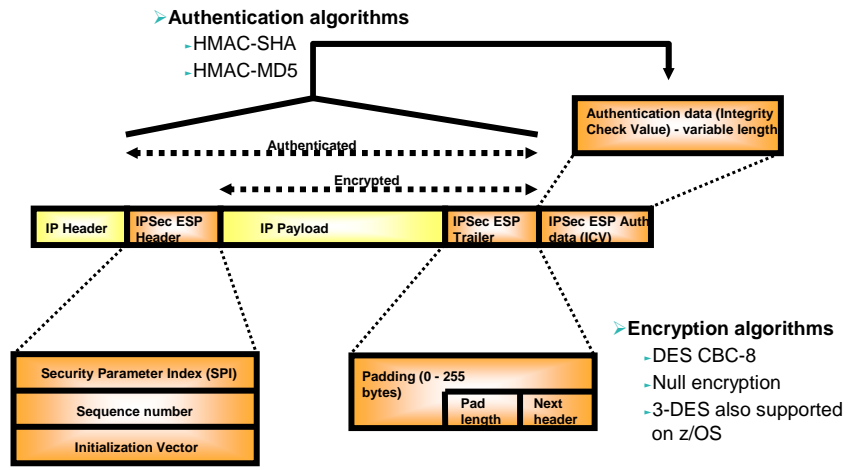 ➢Authentication algorithms
►HMAC-SHA
►HMAC-MD5
Authentication data (Integrity
Check Value) - variable length
Authenticated
Encrypted
IP Header
IPSec ESP
Header
IP Payload
IPSec ESP
Trailer
IPSec ESP Auth
data (ICV)
Security Parameter Index (SPI)
Sequence number
Initialization Vector
Padding (0 - 255
bytes)
Pad
length
Next
header
➢Encryption algorithms
►DES CBC-8
►Null encryption
►3-DES also supported
on z/OS